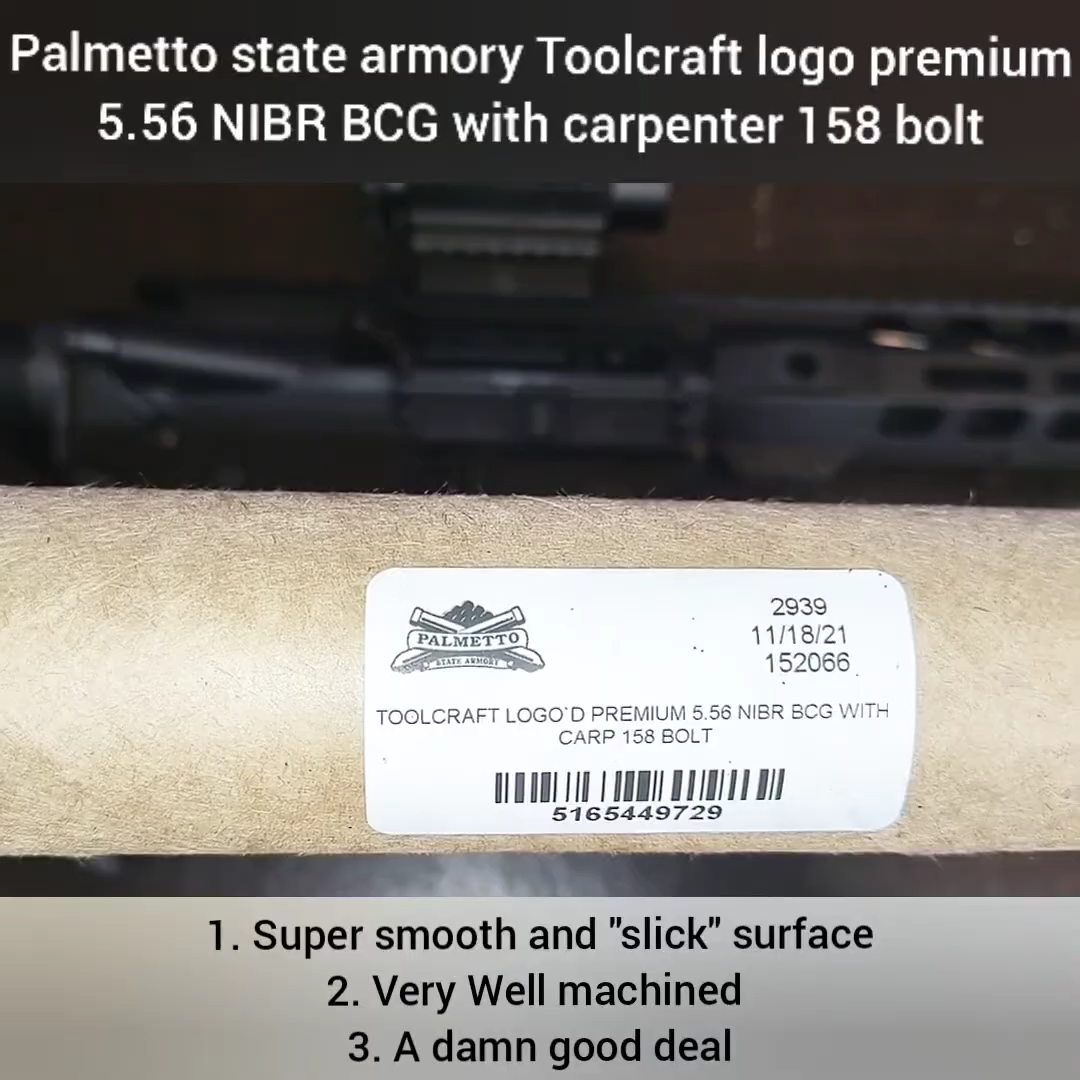 Palmetto state armory Toolcraft logo premium
5.56 NIBR BCG with carpenter 158 bolt
PALMETTO
STATE ARMORY
2939
11/18/21
152066
TOOLCRAFT LOGO`D PREMIUM 5.56 NIBR BCG WITH
CARP 158 BOLT
5165449729
1. Super smooth and "slick" surface
2. Very Well machined
3. A damn good deal